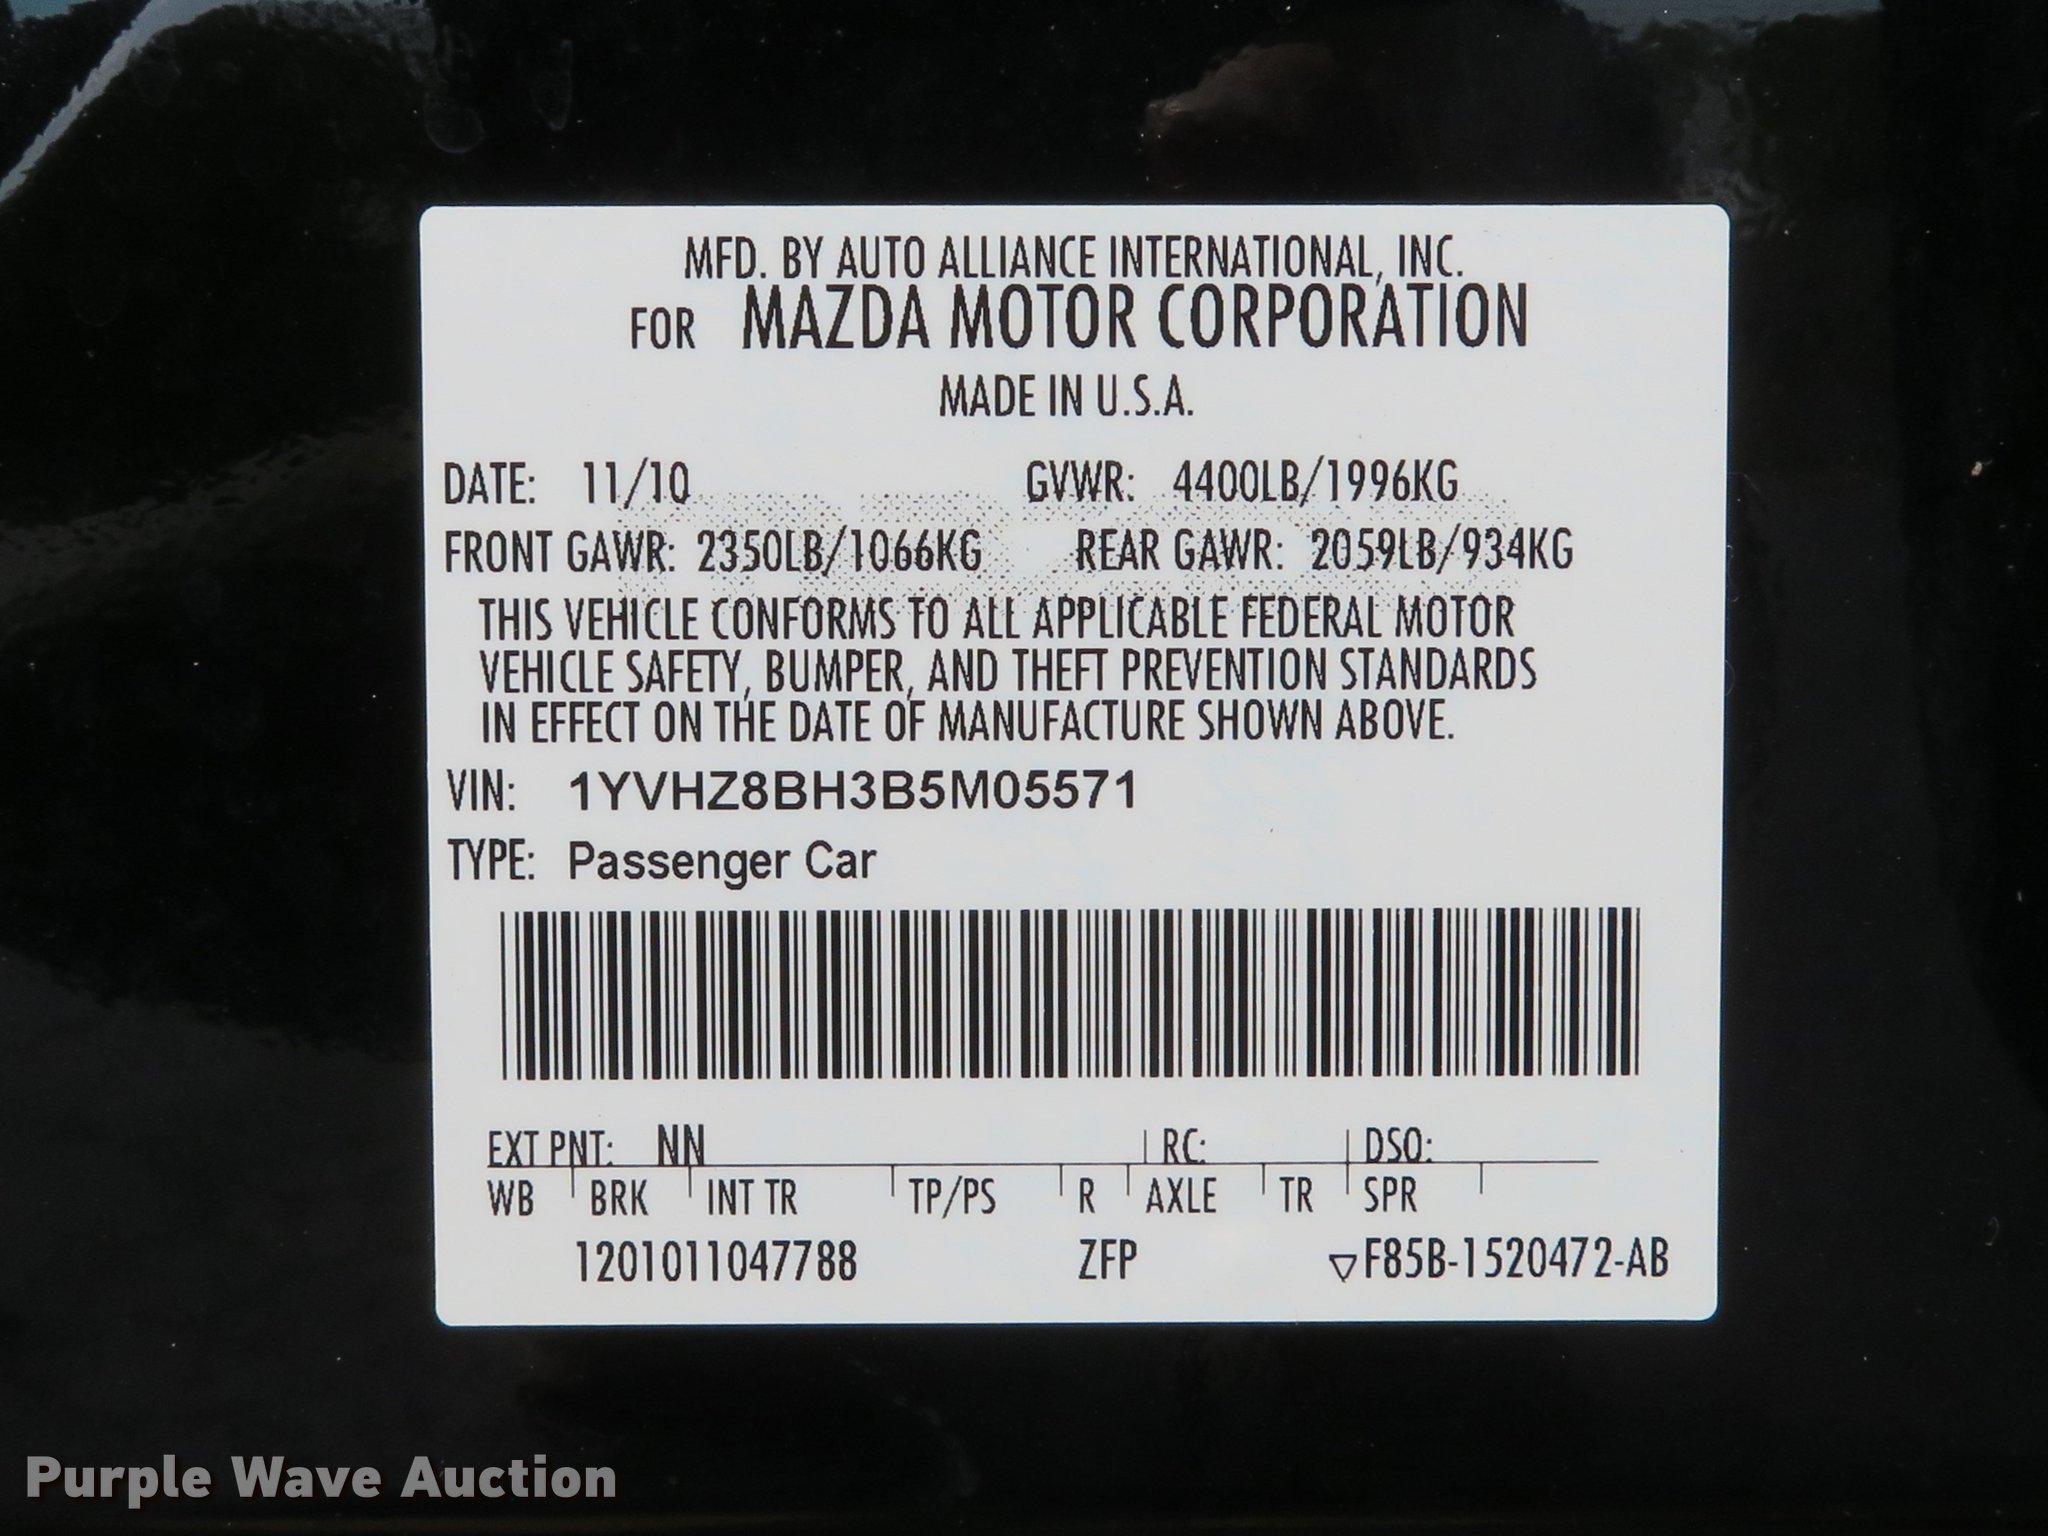 MFD. BY AUTO ALLIANCE INTERNATIONAL, INC.
FOR MAZDA MOTOR CORPORATION
MADE IN U.S.A.
DATE: 11/10 GVWR: 4400LB/1996KG
FRONT GAWR: 2350LB/1066KG REAR GAWR: 2059LB/934KG
THIS VEHICLE CONFORMS TO ALL APPLICABLE FEDERAL MOTOR
VEHICLE SAFETY, BUMPER, AND THEFT PREVENTION STANDARDS
IN EFFECT ON THE DATE OF MANUFACTURE SHOWN ABOVE.
VIN: 1YVHZ8BH3B5M05571
TYPE: Passenger Car
EXT PNT: NN RC: DSO:
WB BRK INT TR TP/PS R AXLE TR SPR
1201011047788 ZFP ▽F85B-1520472-AB
Purple Wave Auction